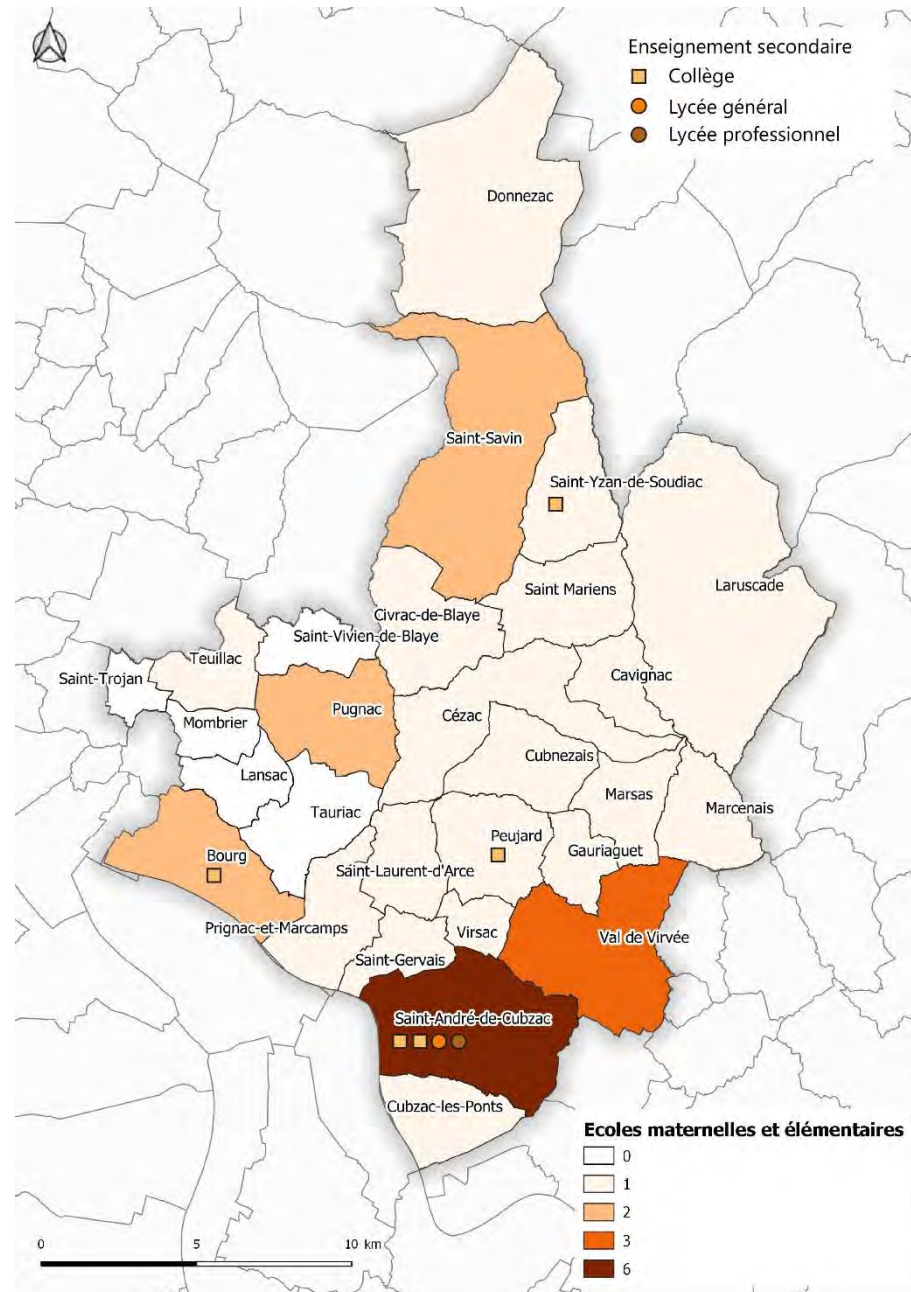 Enseignement secondaire
Collège
Lycée général
Lycée professionnel
Donnezac
Saint-Savin
Saint-Yzan-de-Soudiac
Saint Mariens
Laruscade
Civrac-de-Blaye
Saint-Vivien-de-Blaye
Teuillac
Saint-Trojan
Cavignac
Pugnac
Cézac
Mombrier
Cubnezais
Lansac
Marsas
Marcenais
Tauriac
Peujard
Gauriaguet
Bourg
Saint-Laurent-d'Arce
Prignac-et-Marcamps
Virsac
Val de Virvée
Saint-Gervais
Saint-André-de-Cubzac
Cubzac-les-Ponts
Ecoles maternelles et élémentaires
0
1
2
3
6
0 5 10 km